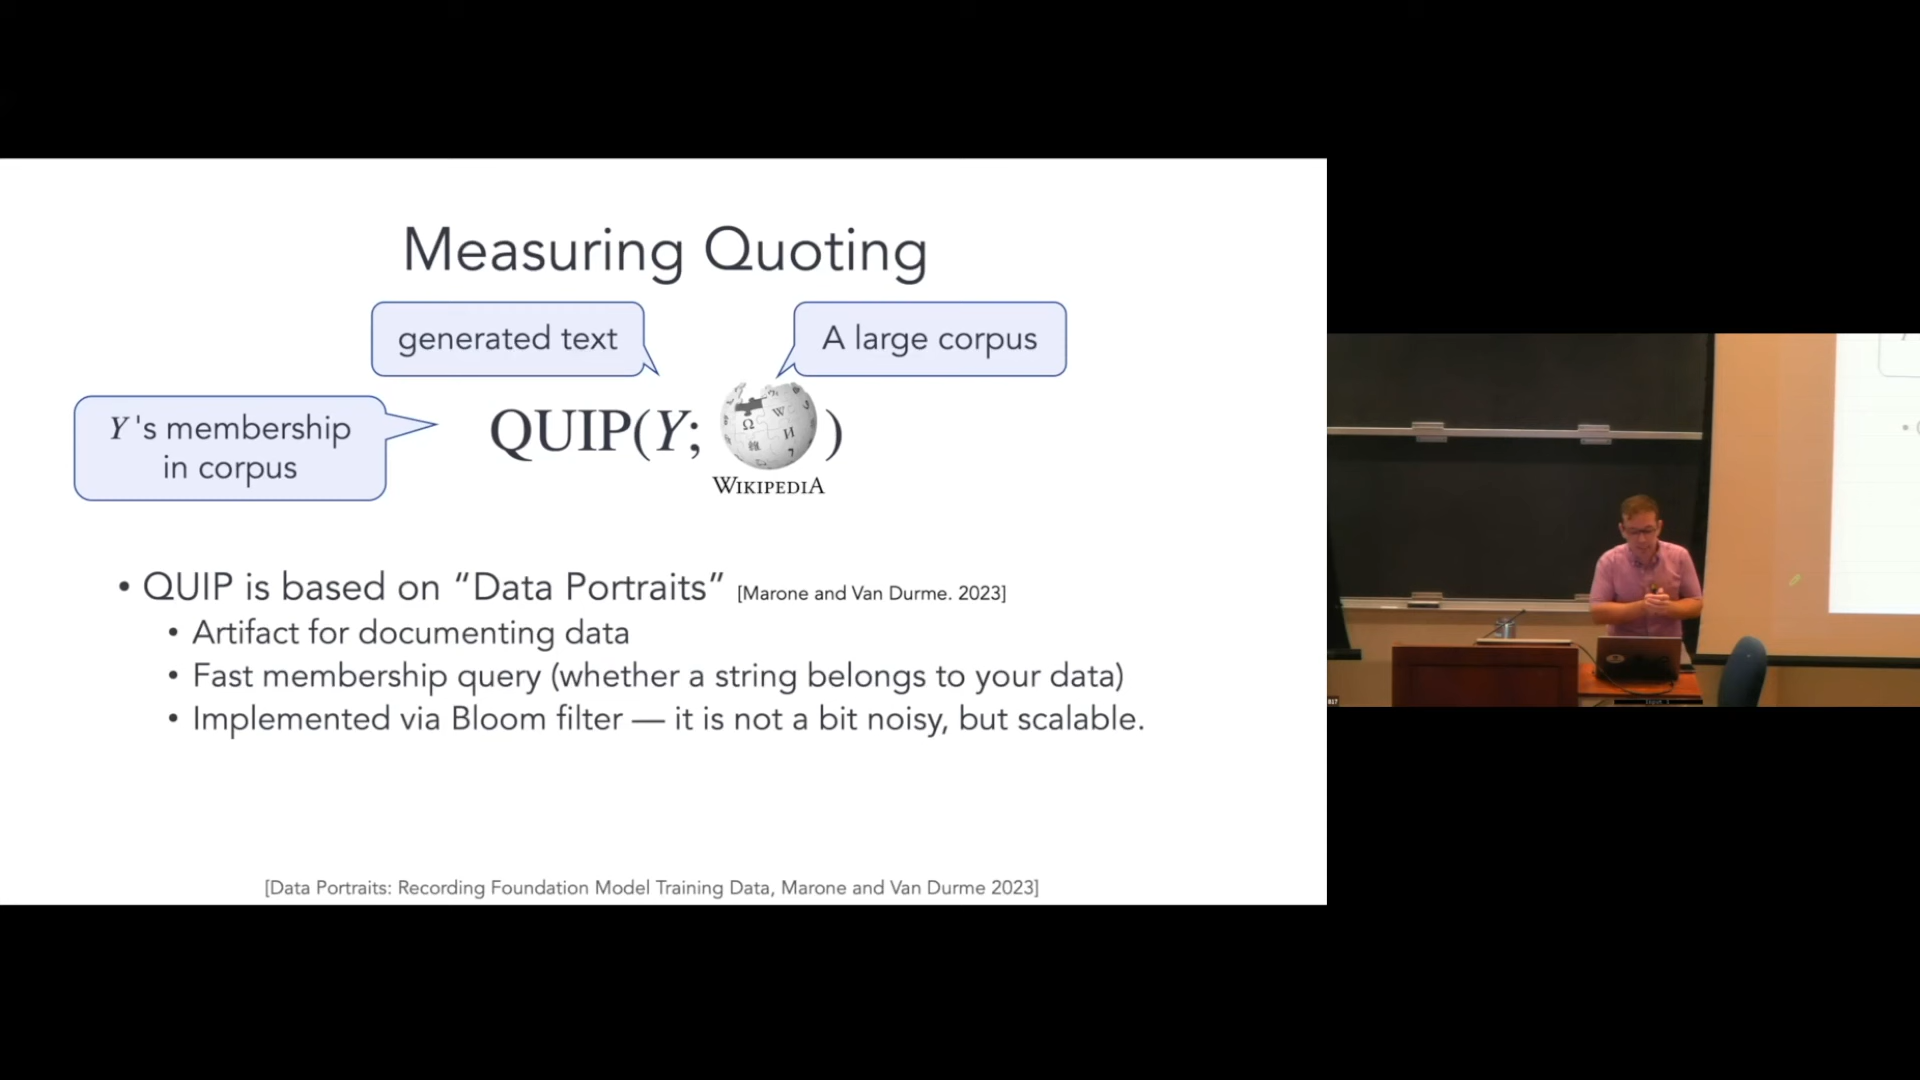 Measuring Quoting
generated text
A large corpus
Y 's membership
in corpus
QUIP(Y; )
WIKIPEDIA
• QUIP is based on “Data Portraits” [Marone and Van Durme. 2023]
• Artifact for documenting data
• Fast membership query (whether a string belongs to your data)
• Implemented via Bloom filter — it is not a bit noisy, but scalable.
[Data Portraits: Recording Foundation Model Training Data, Marone and Van Durme 2023]